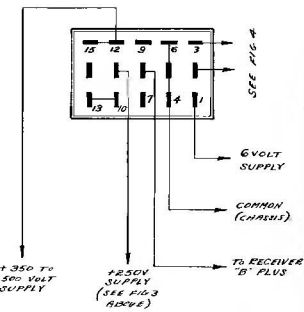 15 12 9 6 3
13 10 7 4 1
SEE FIG 4
6 VOLT
SUPPLY
COMMON
(CHASSIS)
TO RECEIVER
"B" PLUS
+250V
SUPPLY
(SEE FIG 3
ABOVE)
+ 350 TO
500 VOLT
SUPPLY